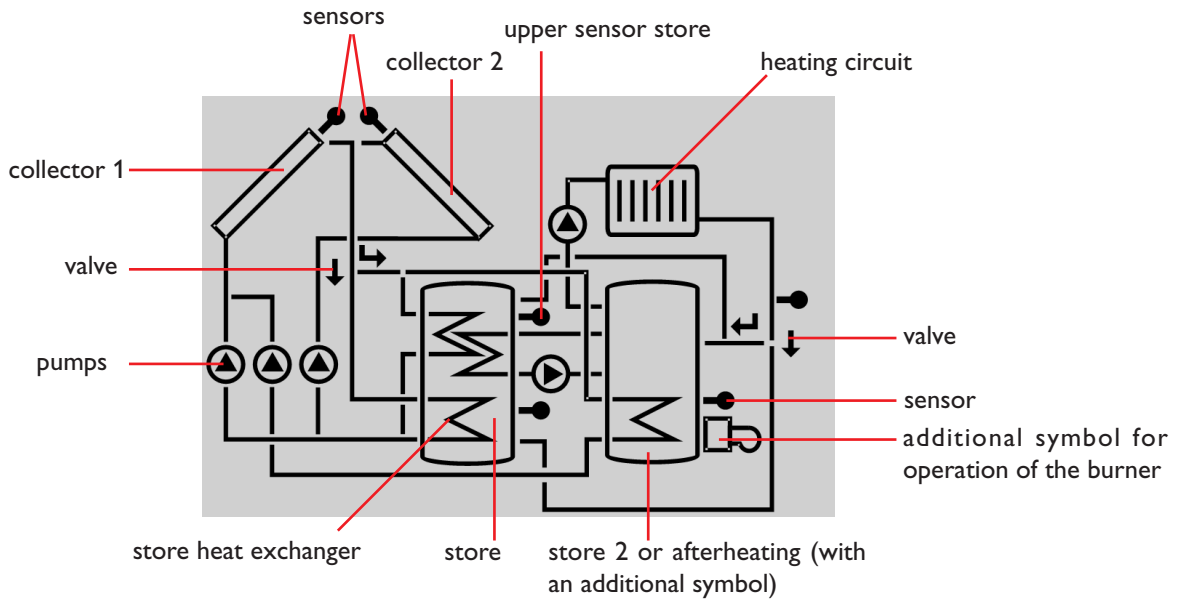 sensors
upper sensor store
collector 2
heating circuit
collector 1
valve
valve
pumps
sensor
additional symbol for
operation of the burner
store heat exchanger
store
store 2 or afterheating (with
an additional symbol)